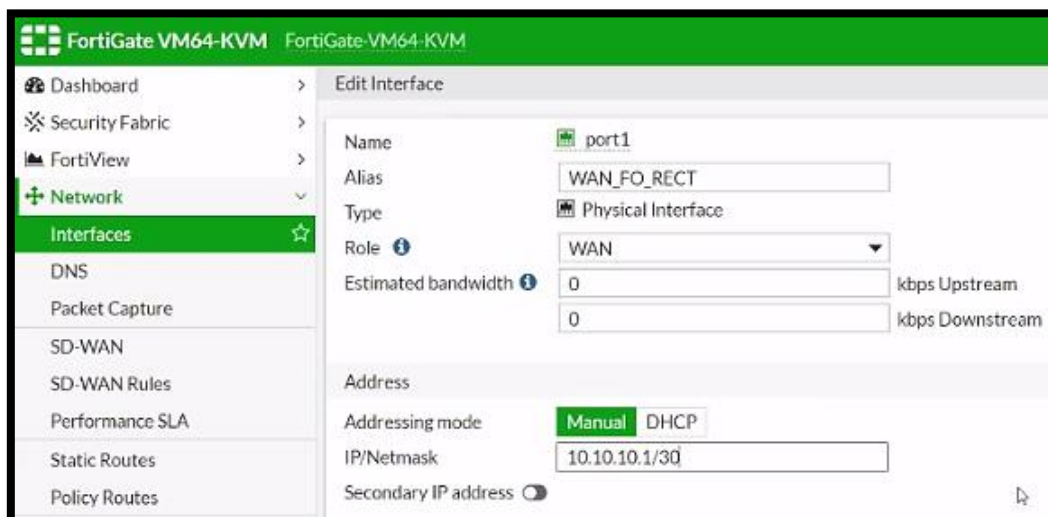 FortiGate VM64-KVM FortiGate-VM64-KVM
Dashboard
Security Fabric
FortiView
Network
Interfaces
DNS
Packet Capture
SD-WAN
SD-WAN Rules
Performance SLA
Static Routes
Policy Routes
Edit Interface
Name port1
Alias WAN_FO_RECT
Type Physical Interface
Role WAN
Estimated bandwidth 0 kbps Upstream
0 kbps Downstream
Address
Addressing mode Manual DHCP
IP/Netmask 10.10.10.1/30
Secondary IP address